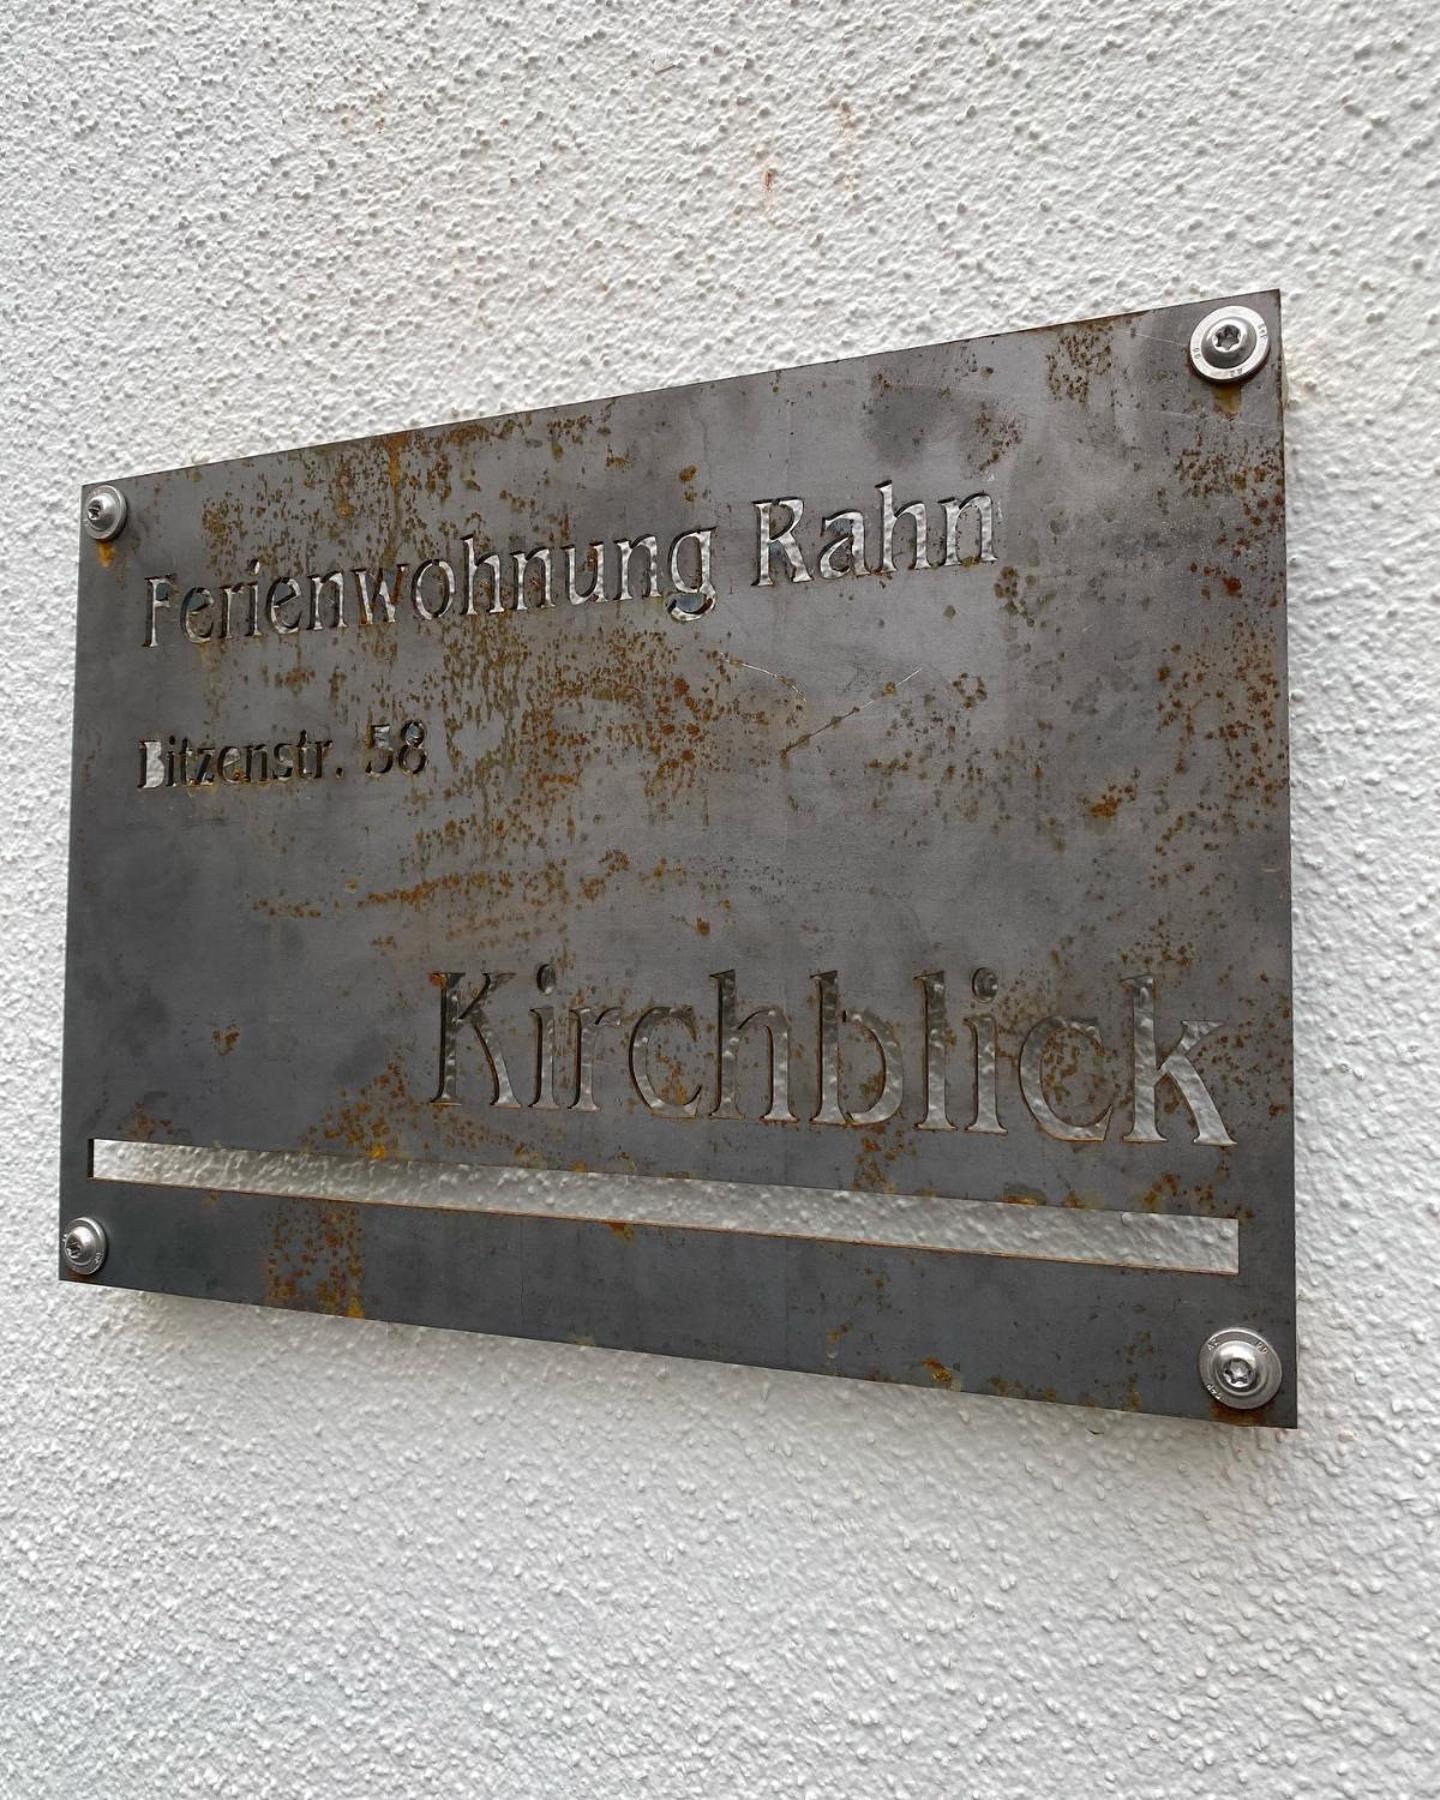 Ferienwohnung Rahn
Bitzenstr. 58
Kirchblick